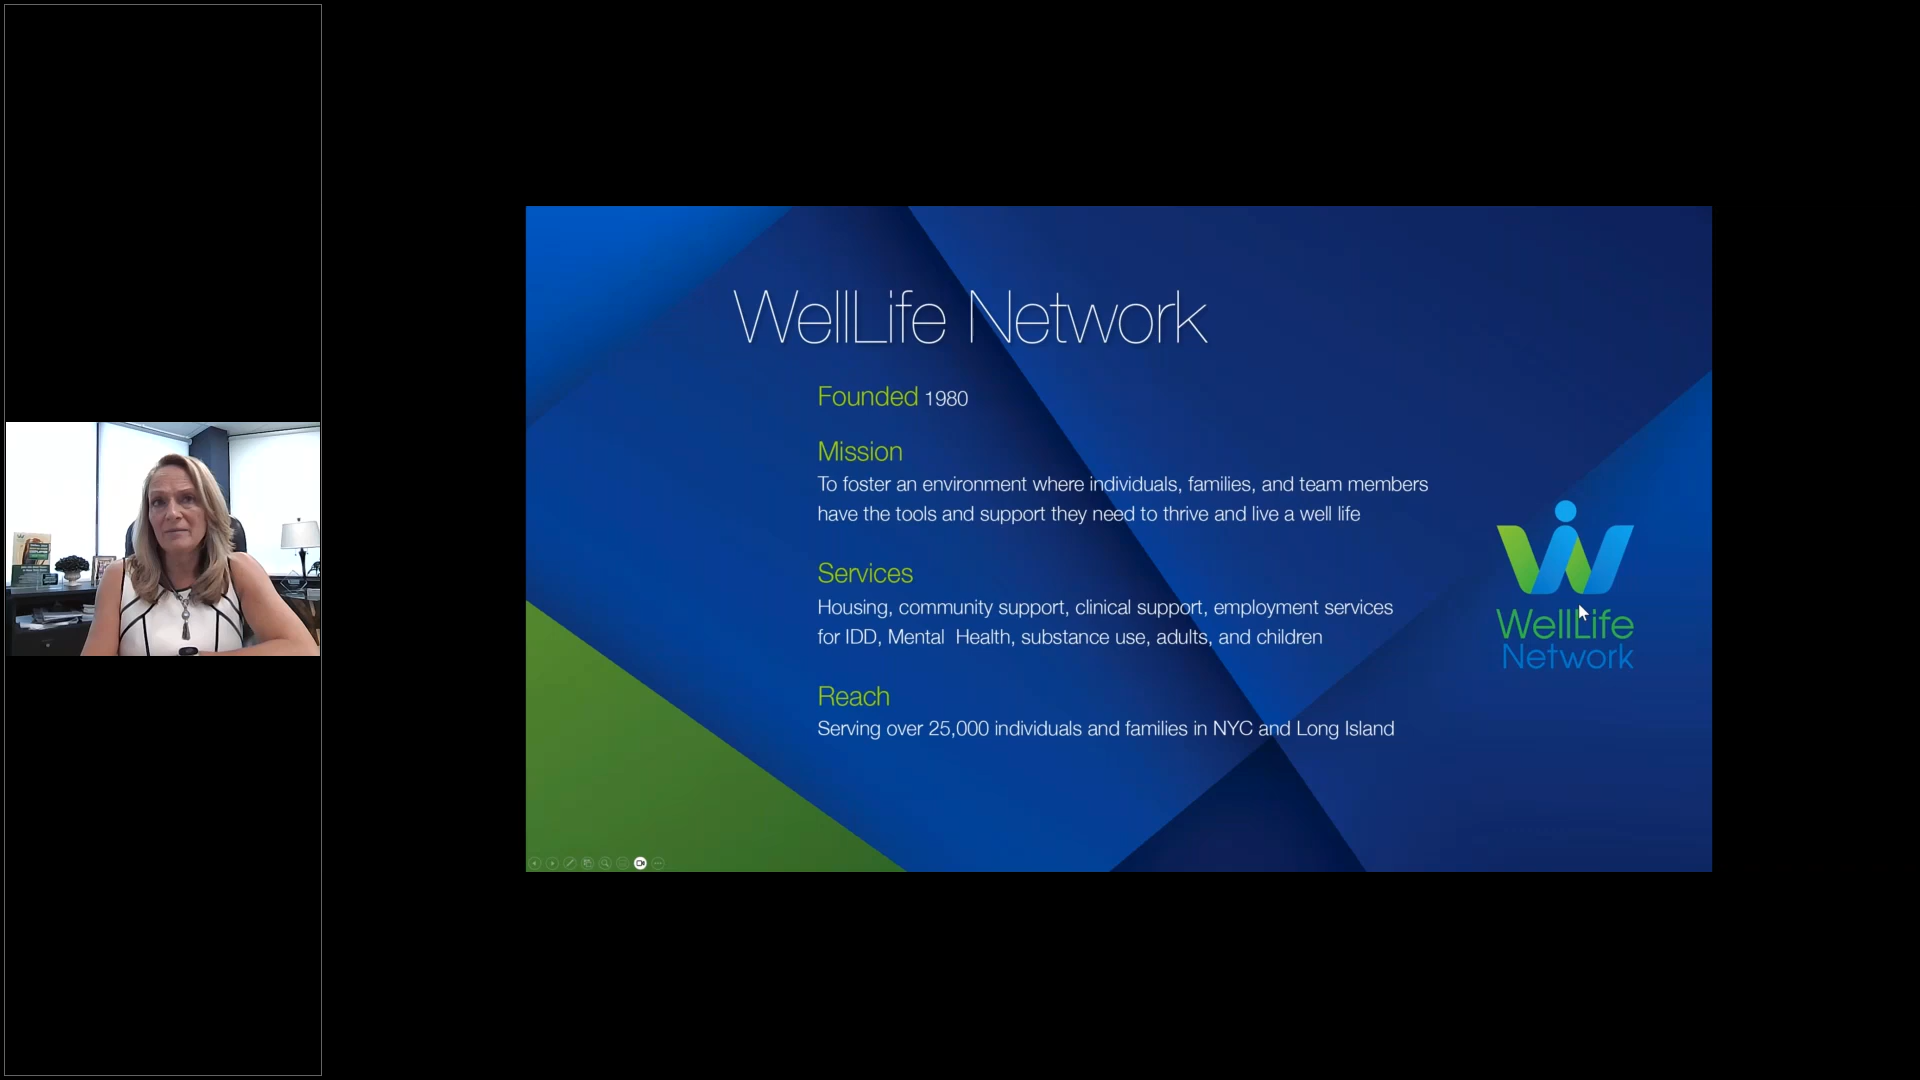 WellLife Network
Founded 1980
Mission
To foster an environment where individuals, families, and team members
have the tools and support they need to thrive and live a well life
Services
Housing, community support, clinical support, employment services
for IDD, Mental  Health, substance use, adults, and children
Reach
Serving over 25,000 individuals and families in NYC and Long Island
WellLife
Network